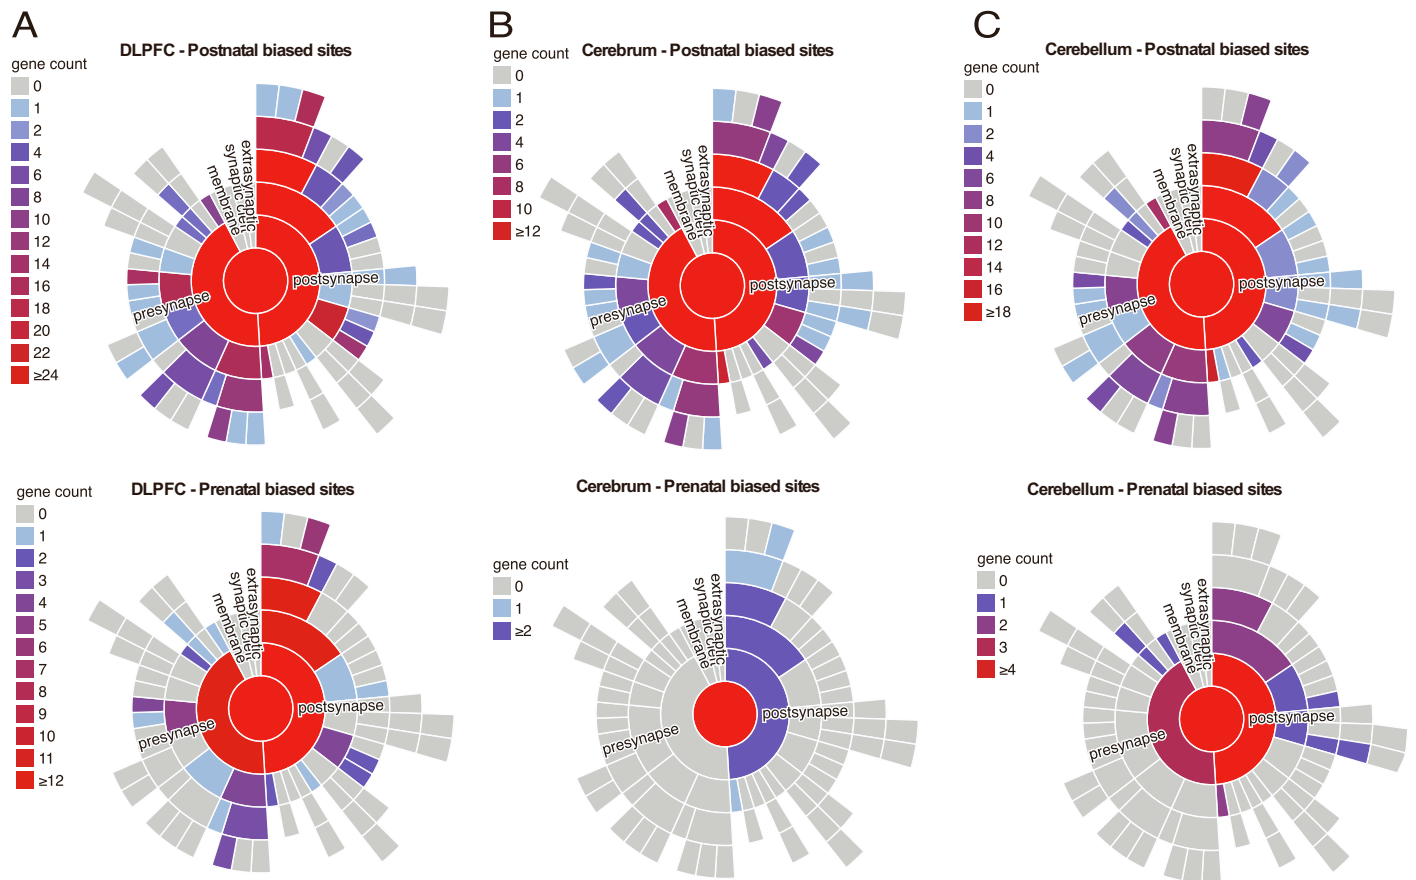 A
DLPFC - Postnatal biased sites
gene count
0
1
2
4
6
8
10
12
14
16
18
20
22
≥24
extrasynaptic
synaptic cleft
membrane
postsynapse
presynapse
B
Cerebrum - Postnatal biased sites
gene count
0
1
2
4
6
8
10
≥12
extrasynaptic
synaptic cleft
membrane
postsynapse
presynapse
C
Cerebellum - Postnatal biased sites
gene count
0
1
2
4
6
8
10
12
14
16
≥18
extrasynaptic
synaptic cleft
membrane
postsynapse
presynapse
DLPFC - Prenatal biased sites
gene count
0
1
2
3
4
5
6
7
8
9
10
11
≥12
extrasynaptic
synaptic cleft
membrane
postsynapse
presynapse
Cerebrum - Prenatal biased sites
gene count
0
1
≥2
extrasynaptic
synaptic cleft
membrane
postsynapse
presynapse
Cerebellum - Prenatal biased sites
gene count
0
1
2
3
≥4
extrasynaptic
synaptic cleft
membrane
postsynapse
presynapse